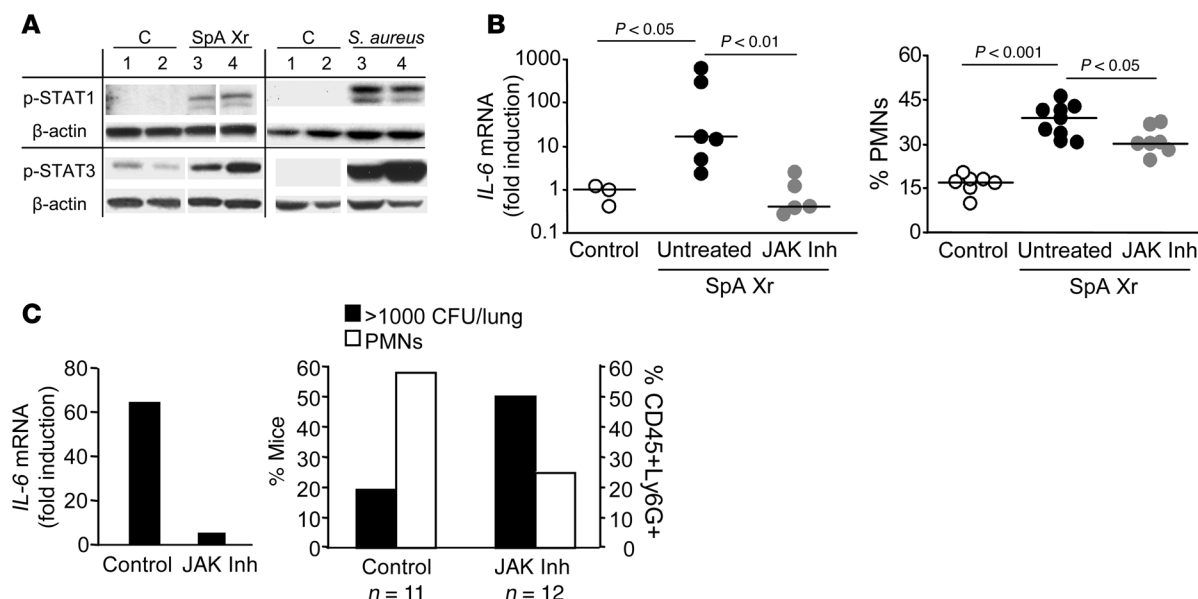 A
C SpA Xr C S. aureus
1 2 3 4 1 2 3 4
p-STAT1
β-actin
p-STAT3
β-actin
B
P < 0.05
P < 0.01
IL-6 mRNA
(fold induction)
1000
100
10
1
0.1
Control Untreated JAK Inh
SpA Xr
P < 0.001
P < 0.05
% PMNs
60
45
30
15
0
Control Untreated JAK Inh
SpA Xr
C
IL-6 mRNA
(fold induction)
80
60
40
20
0
Control JAK Inh
>1000 CFU/lung
PMNs
% Mice
60
50
40
30
20
10
0
60
50
40
30
20
10
0
% CD45+Ly6G+
Control JAK Inh
n = 11 n = 12